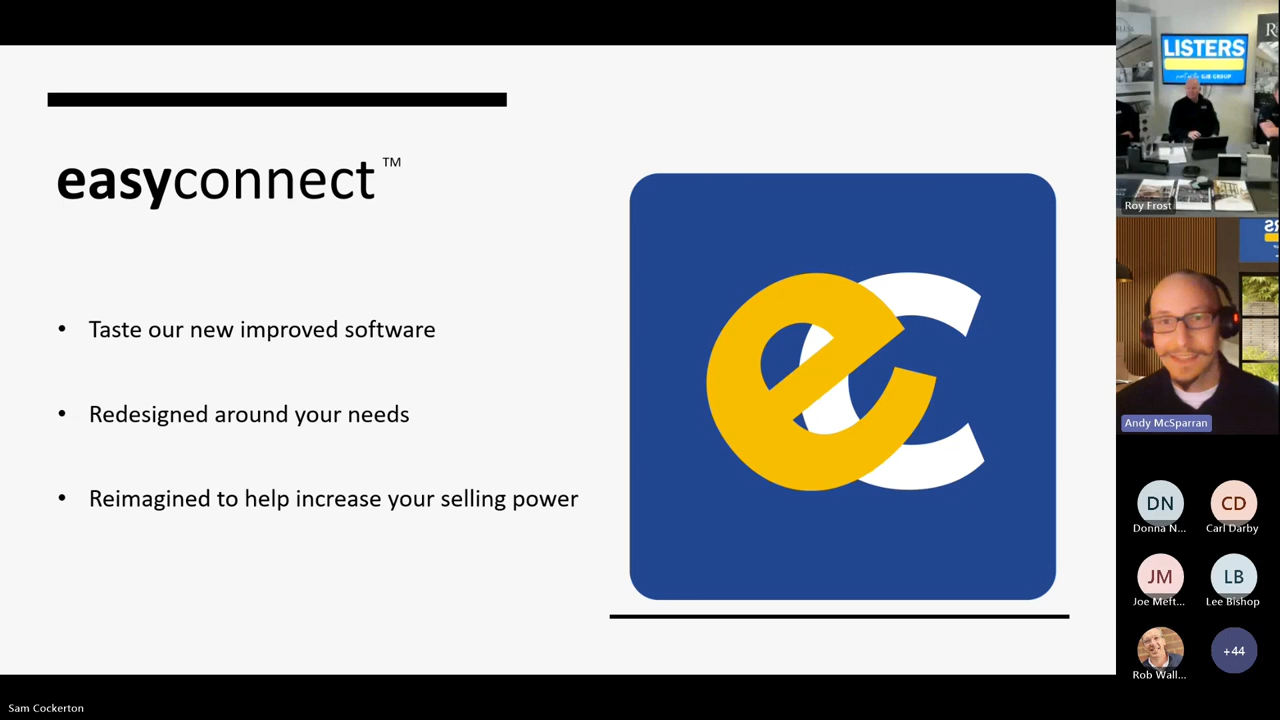 easyconnect™
• Taste our new improved software
• Redesigned around your needs
• Reimagined to help increase your selling power
ec
LISTERS
Roy Frost
Andy McSparran
DN
CD
Donna N...
Carl Darby
JM
LB
Joe Meft...
Lee Bishop
+44
Rob Wall...
Sam Cockerton